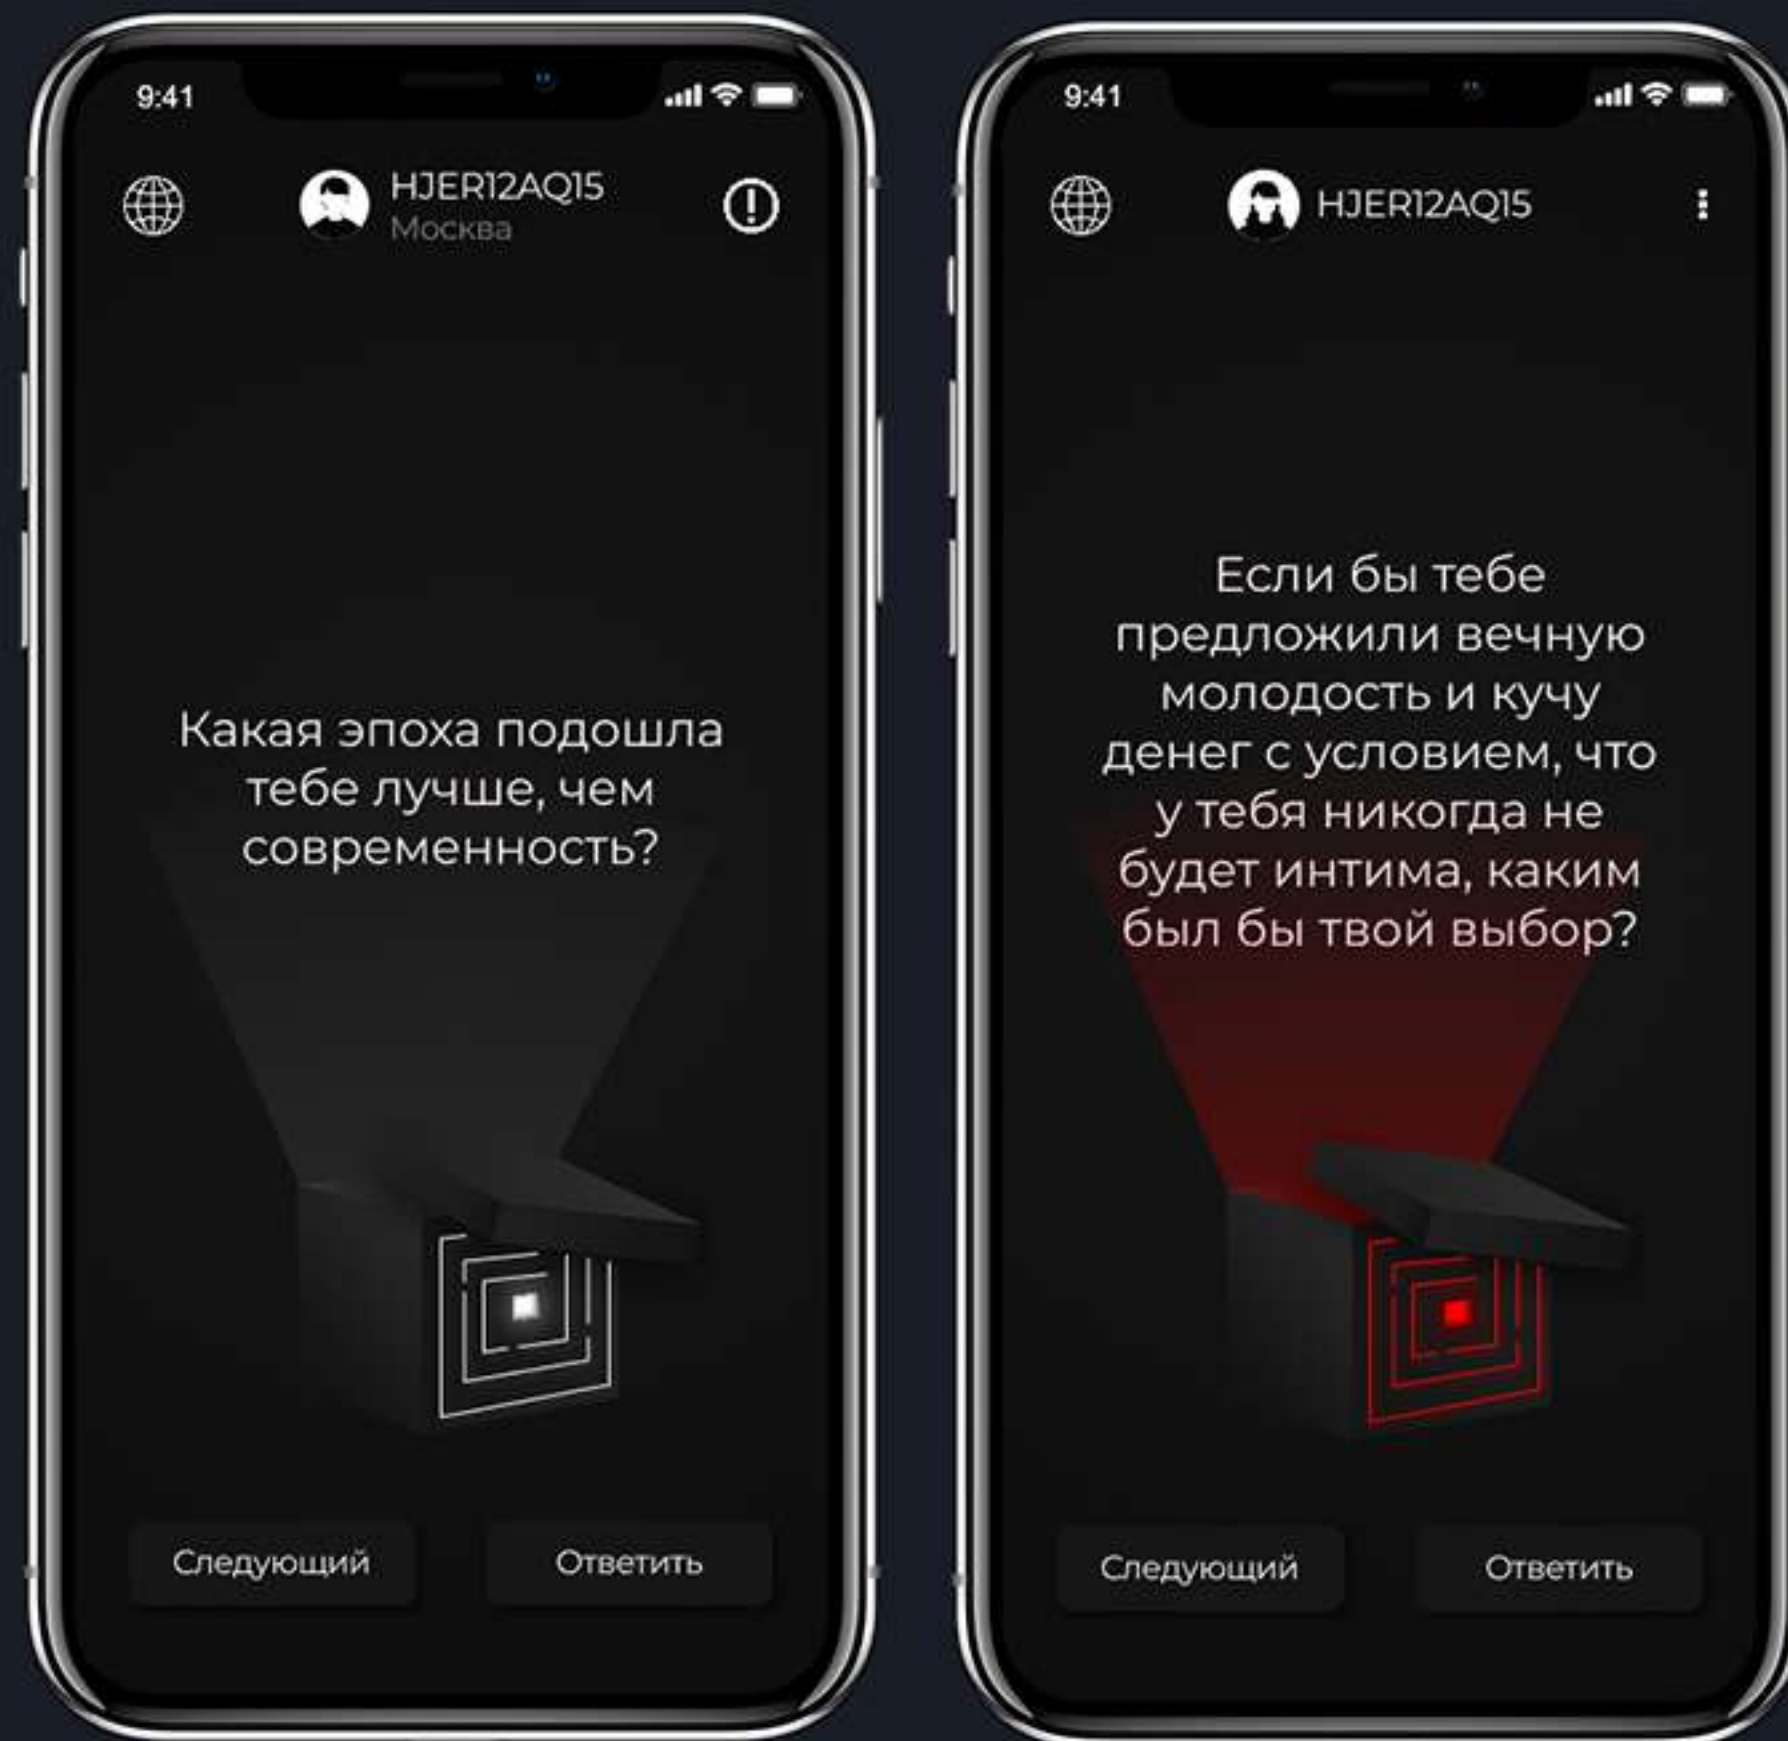 9:41
HJER12AQ15
Москва
Какая эпоха подошла
тебе лучше, чем
современность?
Следующий
Ответить
9:41
HJER12AQ15
Если бы тебе
предложили вечную
молодость и кучу
денег с условием, что
у тебя никогда не
будет интима, каким
был бы твой выбор?
Следующий
Ответить